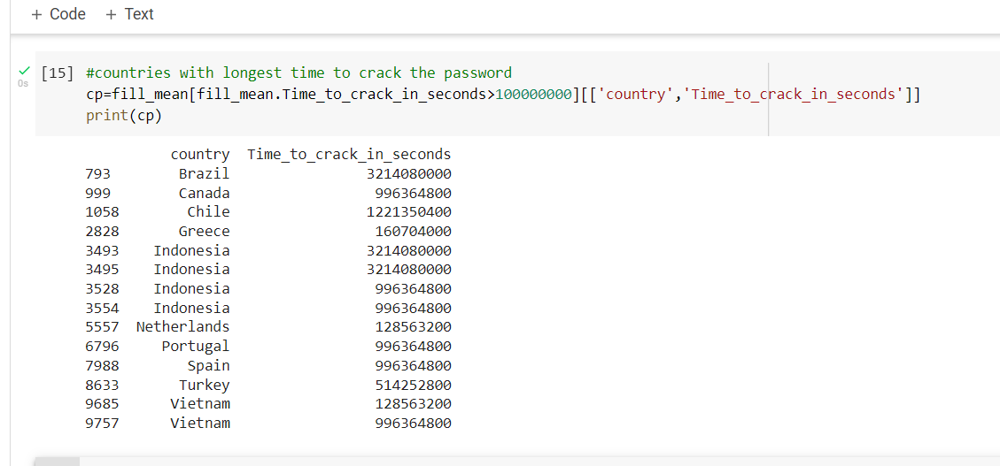 + Code + Text
[15] #countries with longest time to crack the password
0s cp=fill_mean[fill_mean.Time_to_crack_in_seconds>100000000][['country','Time_to_crack_in_seconds']]
print(cp)
country Time_to_crack_in_seconds
793 Brazil 3214080000
999 Canada 996364800
1058 Chile 1221350400
2828 Greece 160704000
3493 Indonesia 3214080000
3495 Indonesia 3214080000
3528 Indonesia 996364800
3554 Indonesia 996364800
5557 Netherlands 128563200
6796 Portugal 996364800
7988 Spain 996364800
8633 Turkey 514252800
9685 Vietnam 128563200
9757 Vietnam 996364800